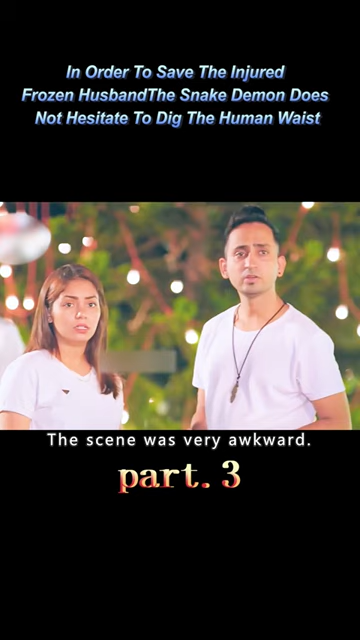 In Order To Save The Injured
Frozen HusbandThe Snake Demon Does
Not Hesitate To Dig The Human Waist
The scene was very awkward.
part. 3